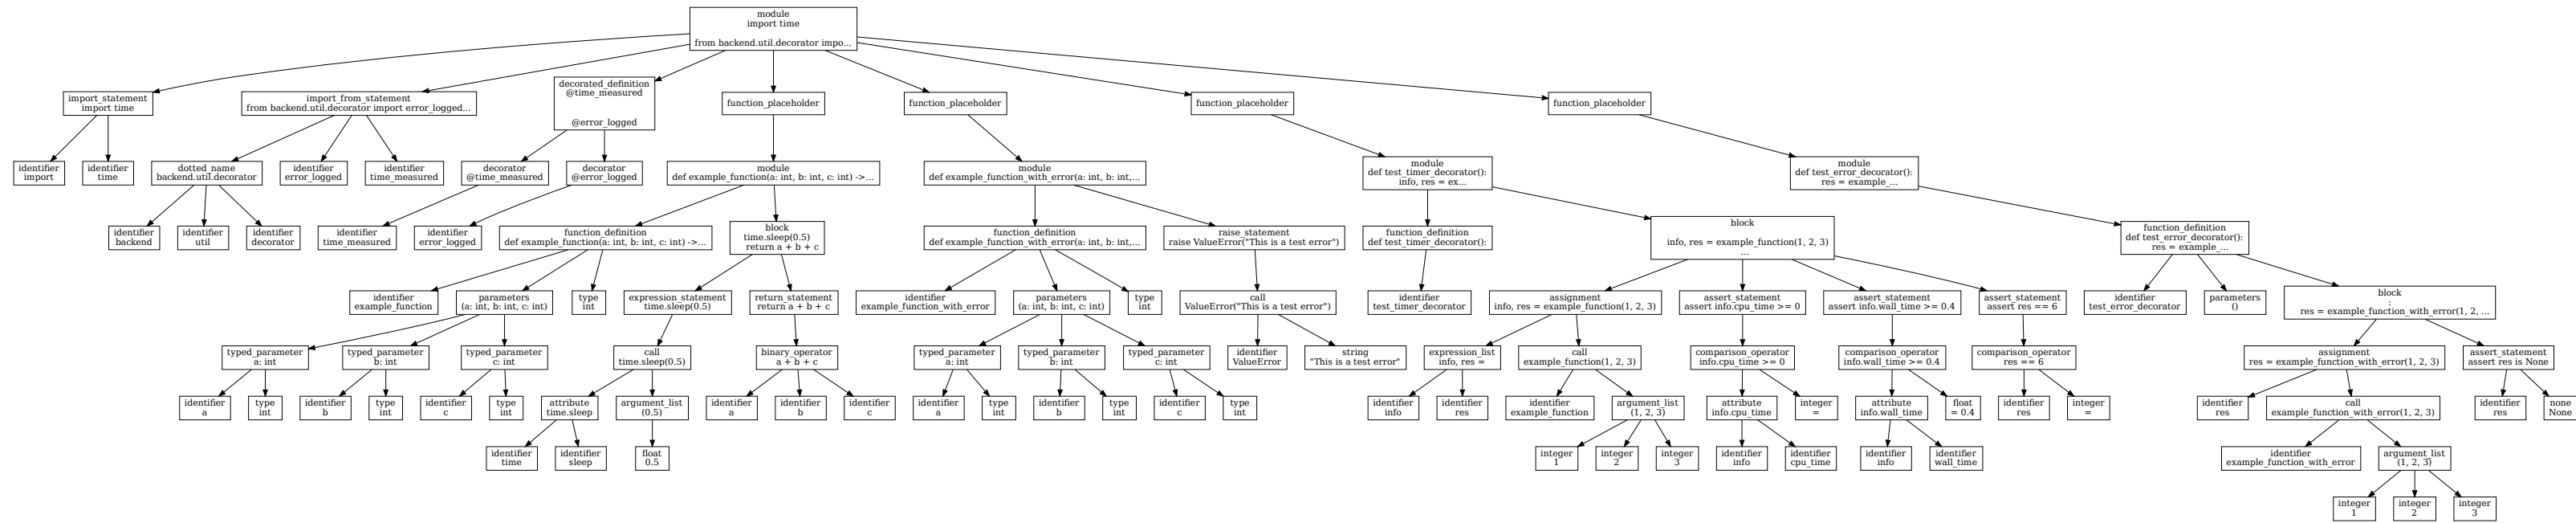 module
import time
from backend.util.decorator impo...
import_statement
import time
import_from_statement
from backend.util.decorator import error_logged...
decorated_definition
@time_measured
@error_logged
function_placeholder
function_placeholder
function_placeholder
function_placeholder
identifier
import
identifier
time
dotted_name
backend.util.decorator
identifier
error_logged
identifier
time_measured
decorator
@time_measured
decorator
@error_logged
module
def example_function(a: int, b: int, c: int) ->...
module
def example_function_with_error(a: int, b: int,...
module
def test_timer_decorator():
info, res = ex...
module
def test_error_decorator():
res = example_...
identifier
backend
identifier
util
identifier
decorator
identifier
time_measured
identifier
error_logged
function_definition
def example_function(a: int, b: int, c: int) ->...
block
time.sleep(0.5)
return a + b + c
function_definition
def example_function_with_error(a: int, b: int,...
raise_statement
raise ValueError("This is a test error")
function_definition
def test_timer_decorator():
block
info, res = example_function(1, 2, 3)
...
function_definition
def test_error_decorator():
res = example_...
identifier
example_function
parameters
(a: int, b: int, c: int)
type
int
expression_statement
time.sleep(0.5)
return_statement
return a + b + c
identifier
example_function_with_error
parameters
(a: int, b: int, c: int)
type
int
call
ValueError("This is a test error")
identifier
test_timer_decorator
assignment
info, res = example_function(1, 2, 3)
assert_statement
assert info.cpu_time >= 0
assert_statement
assert info.wall_time >= 0.4
assert_statement
assert res == 6
identifier
test_error_decorator
parameters
()
block
:
res = example_function_with_error(1, 2, ...
typed_parameter
a: int
typed_parameter
b: int
typed_parameter
c: int
call
time.sleep(0.5)
binary_operator
a + b + c
typed_parameter
a: int
typed_parameter
b: int
typed_parameter
c: int
identifier
ValueError
string
"This is a test error"
expression_list
info, res =
call
example_function(1, 2, 3)
comparison_operator
info.cpu_time >= 0
comparison_operator
info.wall_time >= 0.4
comparison_operator
res == 6
assignment
res = example_function_with_error(1, 2, 3)
assert_statement
assert res is None
identifier
a
type
int
identifier
b
type
int
identifier
c
type
int
attribute
time.sleep
argument_list
(0.5)
identifier
a
identifier
b
identifier
c
identifier
a
type
int
identifier
b
type
int
identifier
c
type
int
identifier
info
identifier
res
identifier
example_function
argument_list
(1, 2, 3)
attribute
info.cpu_time
integer
=
attribute
info.wall_time
float
= 0.4
identifier
res
integer
=
identifier
res
call
example_function_with_error(1, 2, 3)
identifier
res
none
None
identifier
time
identifier
sleep
float
0.5
integer
1
integer
2
integer
3
identifier
info
identifier
cpu_time
identifier
info
identifier
wall_time
identifier
example_function_with_error
argument_list
(1, 2, 3)
integer
1
integer
2
integer
3